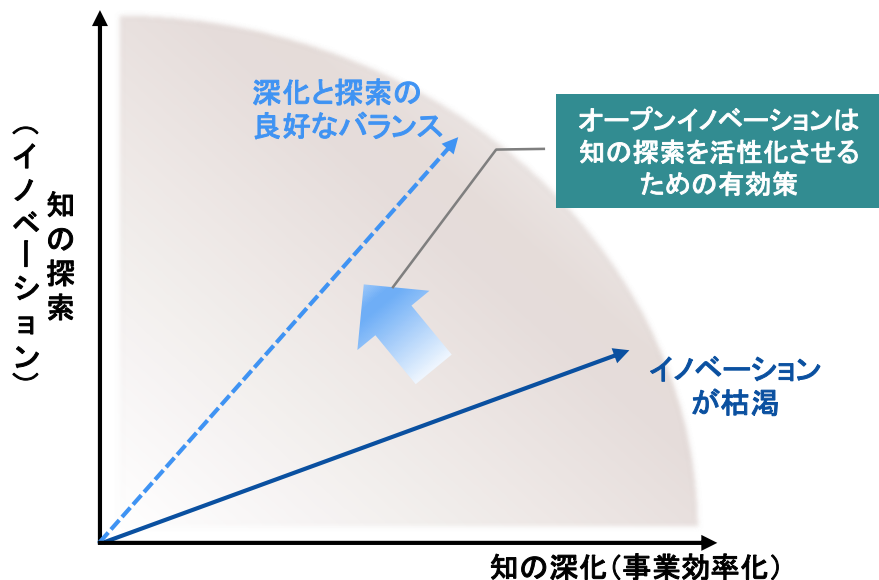 深化と探索の
良好なバランス
オープンイノベーションは
知の探索を活性化させる
ための有効策
知の探索
（イノベーション）
イノベーション
が枯渇
知の深化（事業効率化）